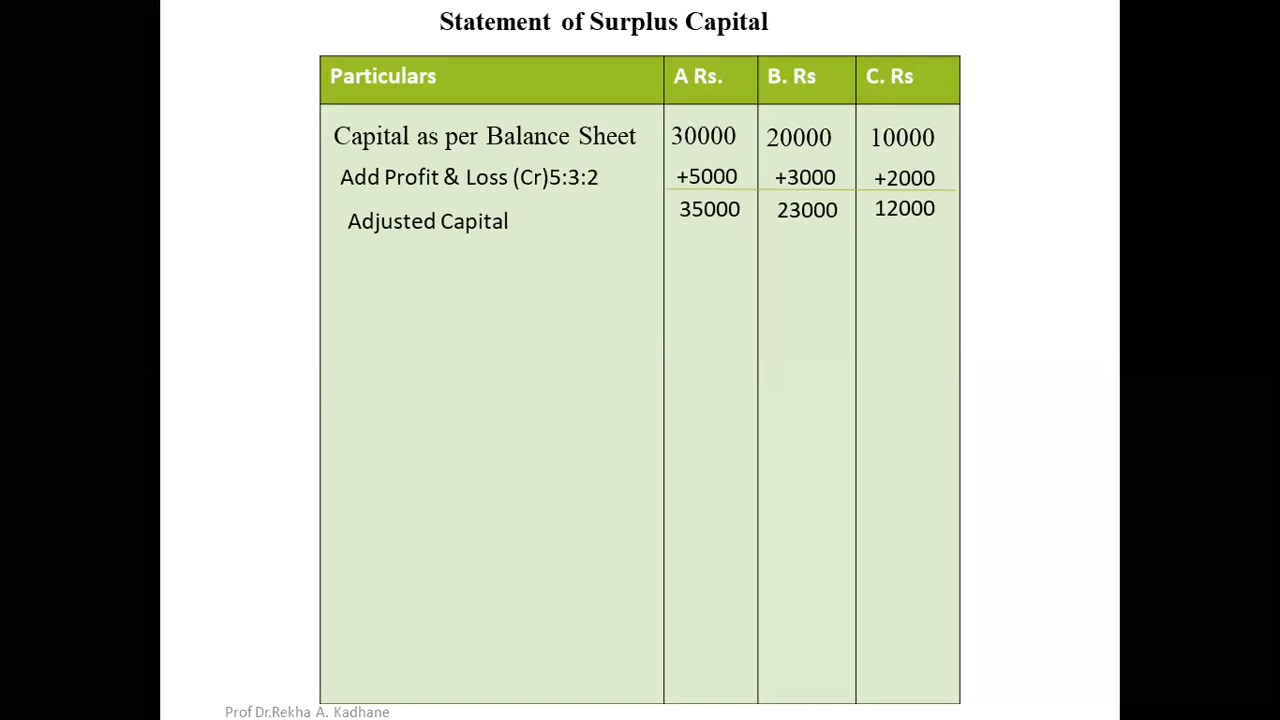 Statement of Surplus Capital
Particulars A Rs. B. Rs C. Rs
Capital as per Balance Sheet 30000 20000 10000
Add Profit & Loss (Cr)5:3:2 +5000 +3000 +2000
Adjusted Capital 35000 23000 12000
Prof Dr.Rekha A. Kadhane